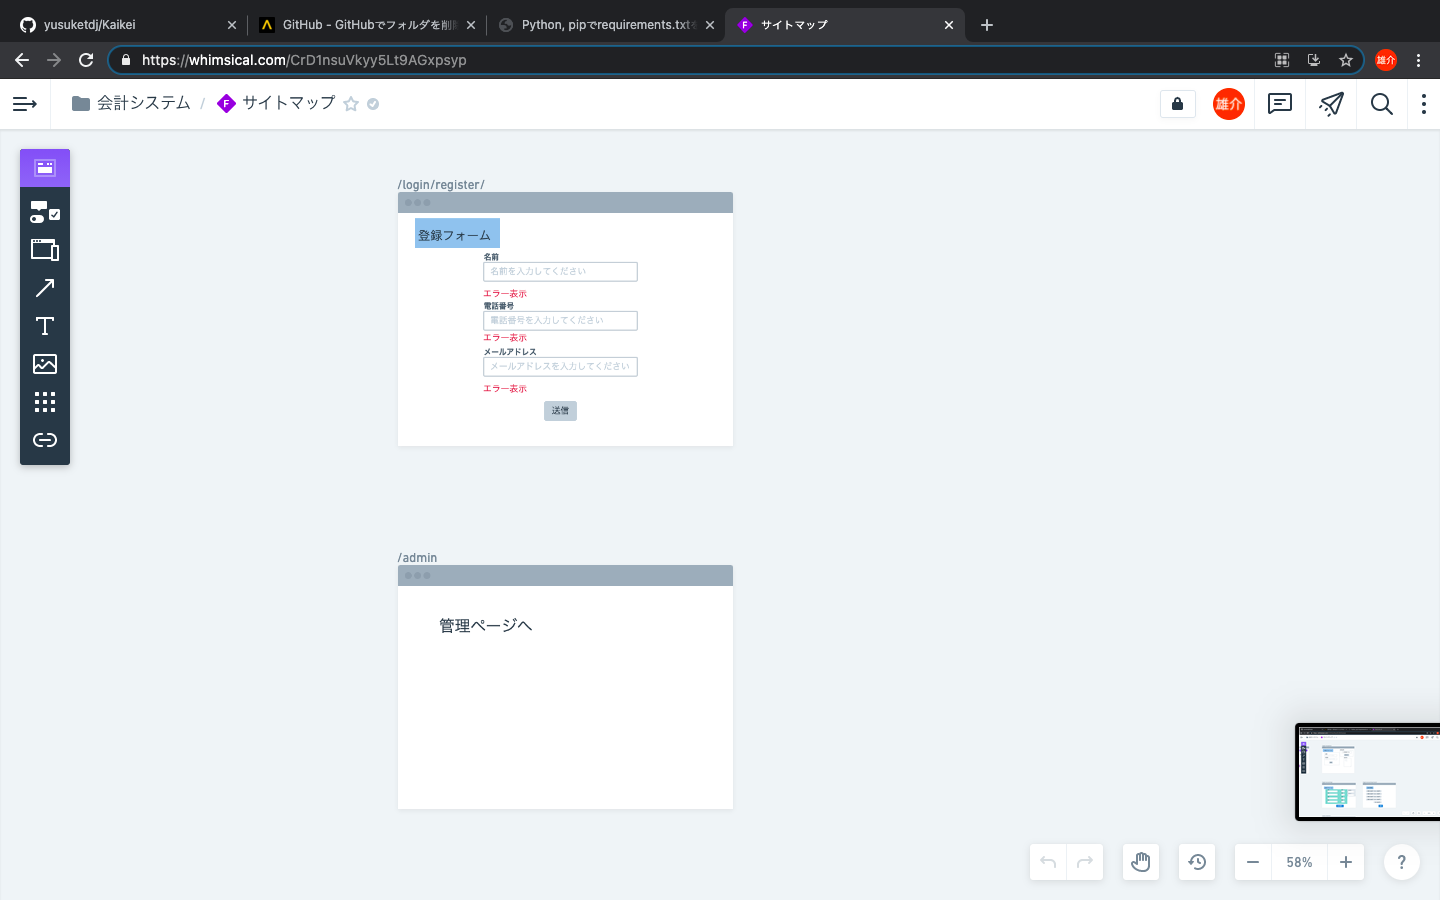 yusuketdj/Kaikei
GitHub - GitHubでフォルダを削
Python, pipでrequirements.txtを
サイトマップ
https://whimsical.com/CrD1nsuVkyy5Lt9AGxpsyp
雄介
会計システム / サイトマップ
雄介
/login/register/
登録フォーム
名前
名前を入力してください
エラー表示
電話番号
電話番号を入力してください
エラー表示
メールアドレス
メールアドレスを入力してください
エラー表示
送信
/admin
管理ページへ
58%
?